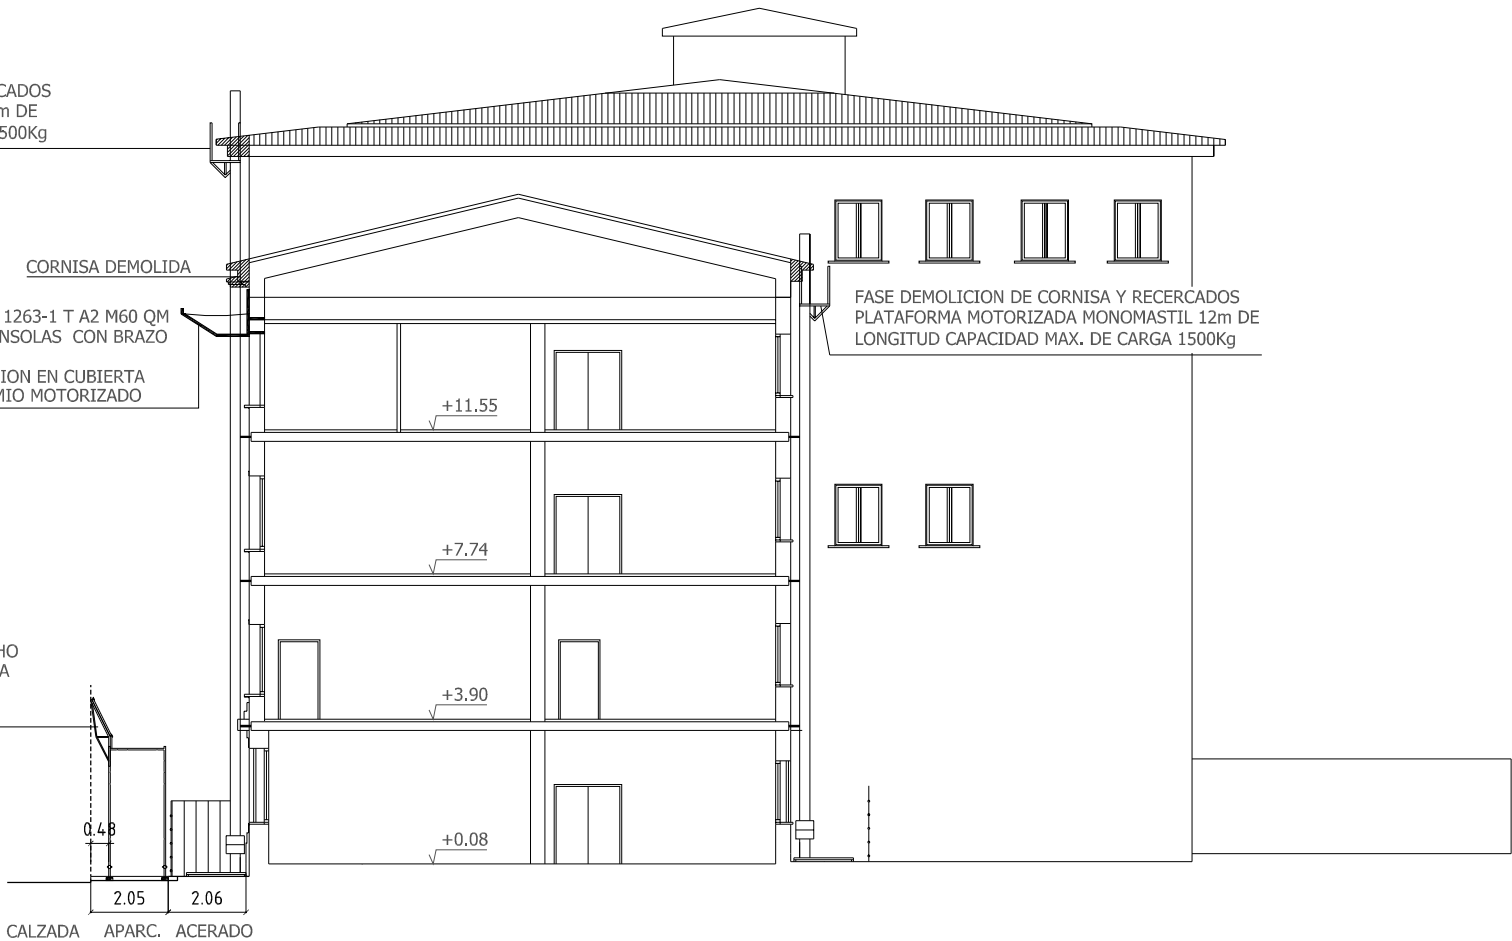 CADOS
m DE
500Kg
CORNISA DEMOLIDA
1263-1 T A2 M60 QM
NSOLAS CON BRAZO
ION EN CUBIERTA
MIO MOTORIZADO
FASE DEMOLICION DE CORNISA Y RECERCADOS
PLATAFORMA MOTORIZADA MONOMASTIL 12m DE
LONGITUD CAPACIDAD MAX. DE CARGA 1500Kg
+11.55
+7.74
HO
A
+3.90
0.48
+0.08
2.05
2.06
CALZADA
APARC.
ACERADO